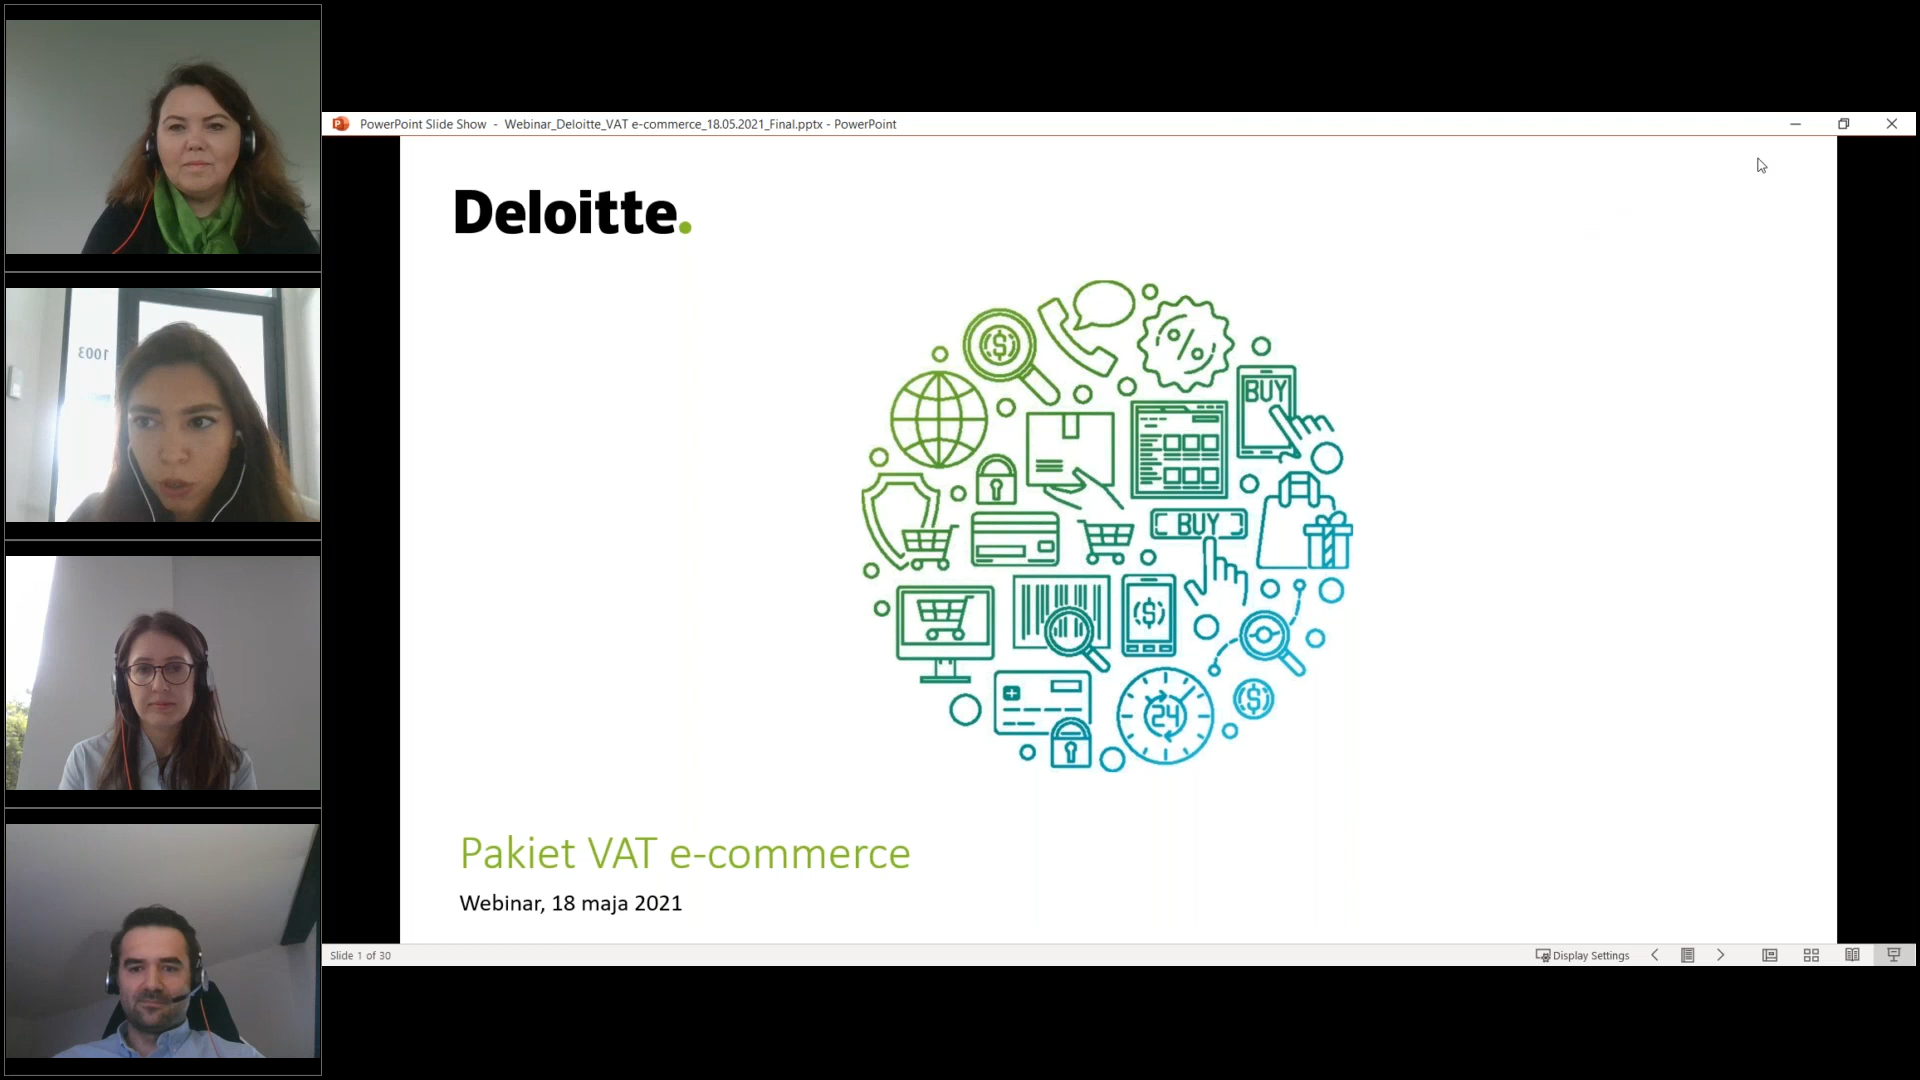 PowerPoint Slide Show - Webinar_Deloitte_VAT e-commerce_18.05.2021_Final.pptx - PowerPoint
Deloitte.
BUY
BUY
24
Pakiet VAT e-commerce
Webinar, 18 maja 2021
Slide 1 of 30
Display Settings
1003